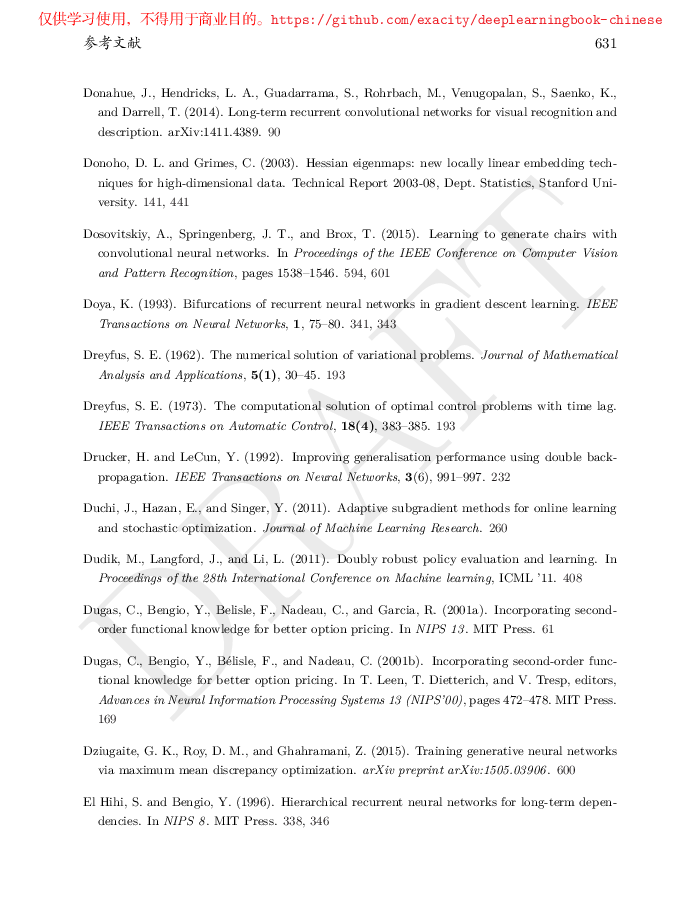 仅供学习使用，不得用于商业目的。https://github.com/exacity/deeplearningbook-chinese
参考文献 631
Donahue, J., Hendricks, L. A., Guadarrama, S., Rohrbach, M., Venugopalan, S., Saenko, K.,
and Darrell, T. (2014). Long-term recurrent convolutional networks for visual recognition and
description. arXiv:1411.4389. 90
Donoho, D. L. and Grimes, C. (2003). Hessian eigenmaps: new locally linear embedding tech-
niques for high-dimensional data. Technical Report 2003-08, Dept. Statistics, Stanford Uni-
versity. 141, 441
Dosovitskiy, A., Springenberg, J. T., and Brox, T. (2015). Learning to generate chairs with
convolutional neural networks. In Proceedings of the IEEE Conference on Computer Vision
and Pattern Recognition, pages 1538–1546. 594, 601
Doya, K. (1993). Bifurcations of recurrent neural networks in gradient descent learning. IEEE
Transactions on Neural Networks, 1, 75–80. 341, 343
Dreyfus, S. E. (1962). The numerical solution of variational problems. Journal of Mathematical
Analysis and Applications, 5(1), 30–45. 193
Dreyfus, S. E. (1973). The computational solution of optimal control problems with time lag.
IEEE Transactions on Automatic Control, 18(4), 383–385. 193
Drucker, H. and LeCun, Y. (1992). Improving generalisation performance using double back-
propagation. IEEE Transactions on Neural Networks, 3(6), 991–997. 232
Duchi, J., Hazan, E., and Singer, Y. (2011). Adaptive subgradient methods for online learning
and stochastic optimization. Journal of Machine Learning Research. 260
Dudik, M., Langford, J., and Li, L. (2011). Doubly robust policy evaluation and learning. In
Proceedings of the 28th International Conference on Machine learning, ICML ’11. 408
Dugas, C., Bengio, Y., Belisle, F., Nadeau, C., and Garcia, R. (2001a). Incorporating second-
order functional knowledge for better option pricing. In NIPS 13. MIT Press. 61
Dugas, C., Bengio, Y., Bélisle, F., and Nadeau, C. (2001b). Incorporating second-order func-
tional knowledge for better option pricing. In T. Leen, T. Dietterich, and V. Tresp, editors,
Advances in Neural Information Processing Systems 13 (NIPS’00), pages 472–478. MIT Press.
169
Dziugaite, G. K., Roy, D. M., and Ghahramani, Z. (2015). Training generative neural networks
via maximum mean discrepancy optimization. arXiv preprint arXiv:1505.03906. 600
El Hihi, S. and Bengio, Y. (1996). Hierarchical recurrent neural networks for long-term depen-
dencies. In NIPS 8. MIT Press. 338, 346
DRAFT